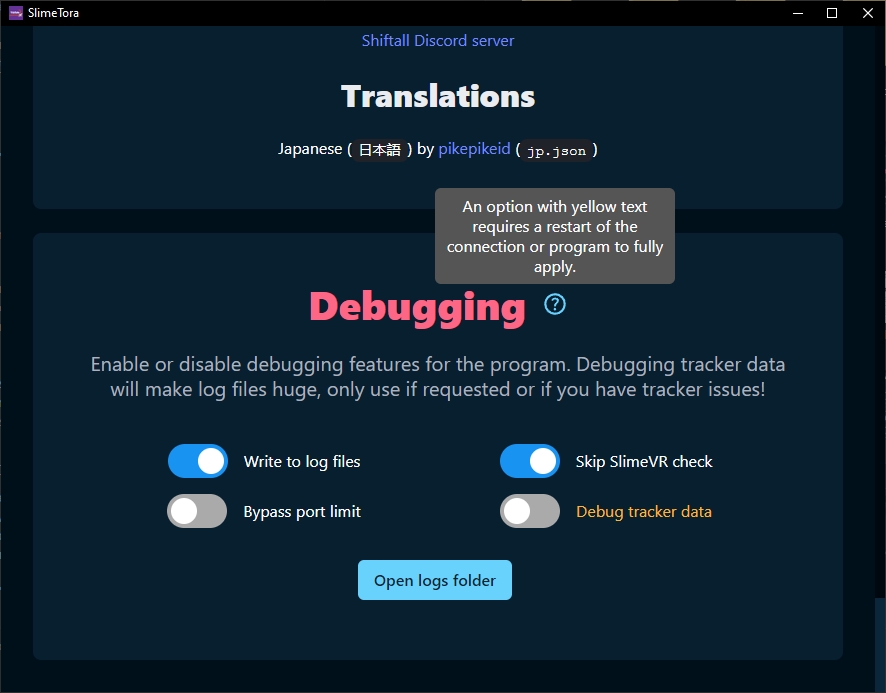 SlimeTora
Shiftall Discord server
Translations
Japanese ( 日本語 ) by pikepikeid ( jp.json )
An option with yellow text
requires a restart of the
connection or program to fully
apply.
Debugging ?
Enable or disable debugging features for the program. Debugging tracker data
will make log files huge, only use if requested or if you have tracker issues!
Write to log files
Skip SlimeVR check
Bypass port limit
Debug tracker data
Open logs folder